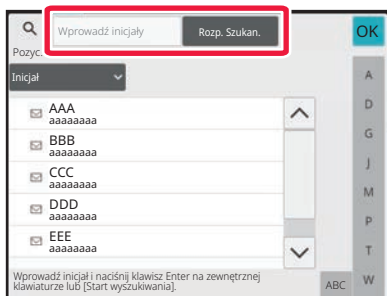 Wprowadź inicjały
Rozp. Szukan.
OK
Pozyc.
Inicjał
AAA
aaaaaaaa
BBB
aaaaaaaa
CCC
aaaaaaaa
DDD
aaaaaaaa
EEE
aaaaaaaa
A
D
G
J
M
P
T
W
Wprowadź inicjał i naciśnij klawisz Enter na zewnętrznej
klawiaturze lub [Start wyszukiwania].
ABC